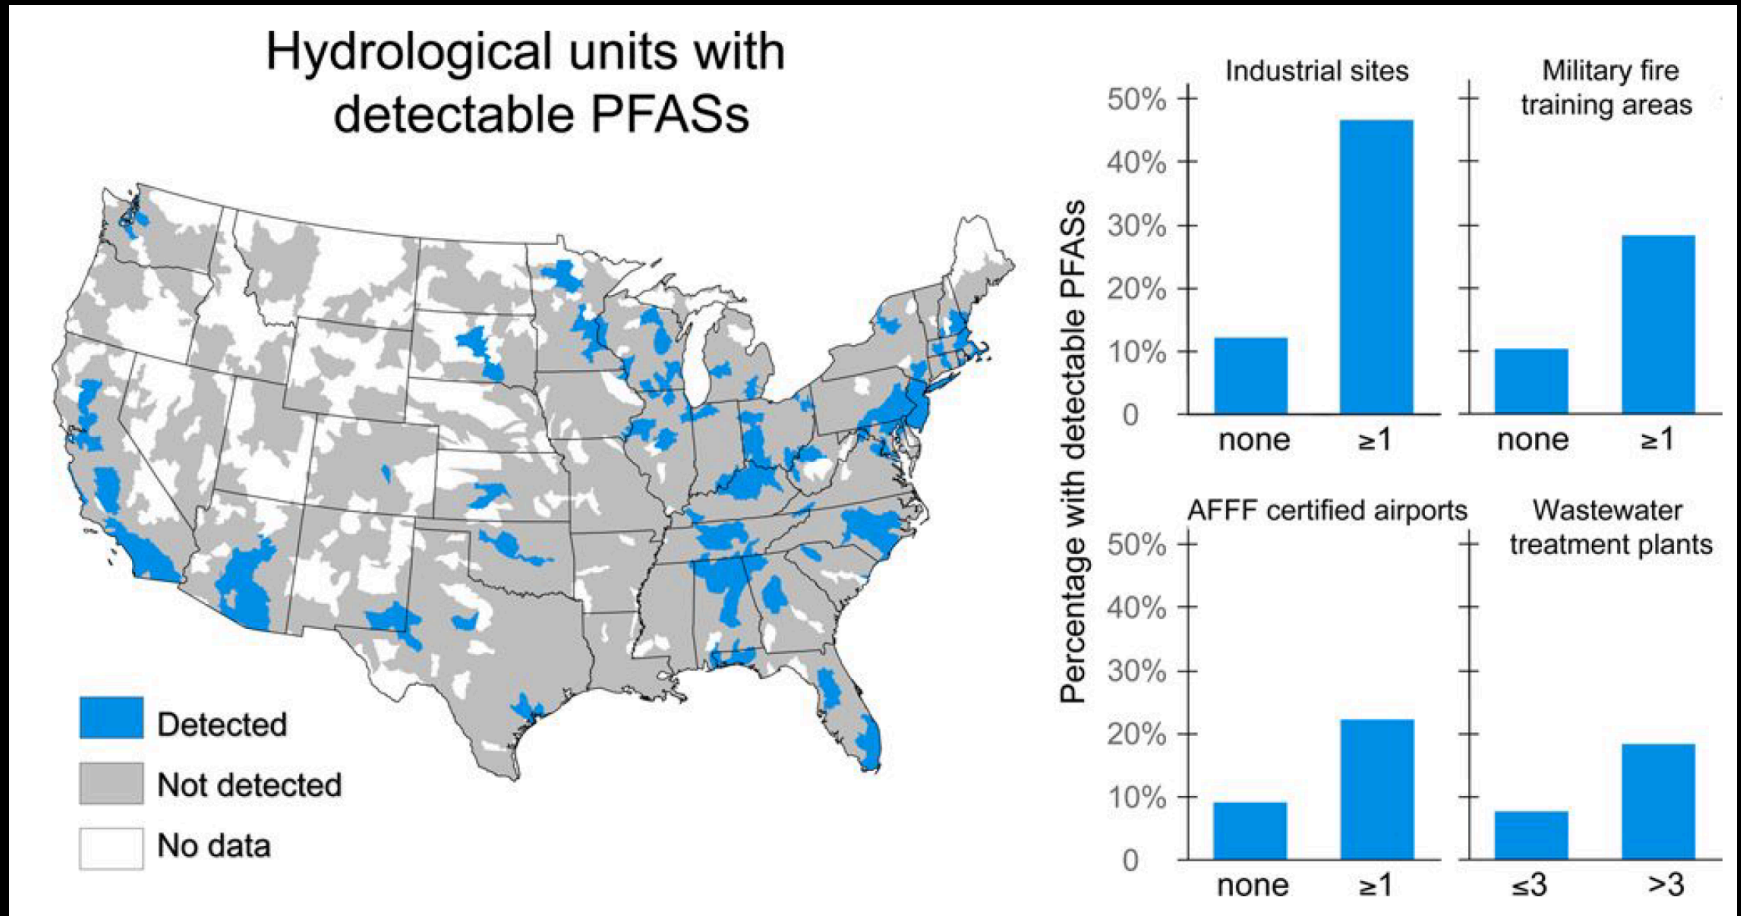 Hydrological units with
detectable PFASs
Detected
Not detected
No data
Percentage with detectable PFASs
Industrial sites
50%
40%
30%
20%
10%
0
none
≥1
Military fire
training areas
none
≥1
AFFF certified airports
50%
40%
30%
20%
10%
0
none
≥1
Wastewater
treatment plants
≤3
>3